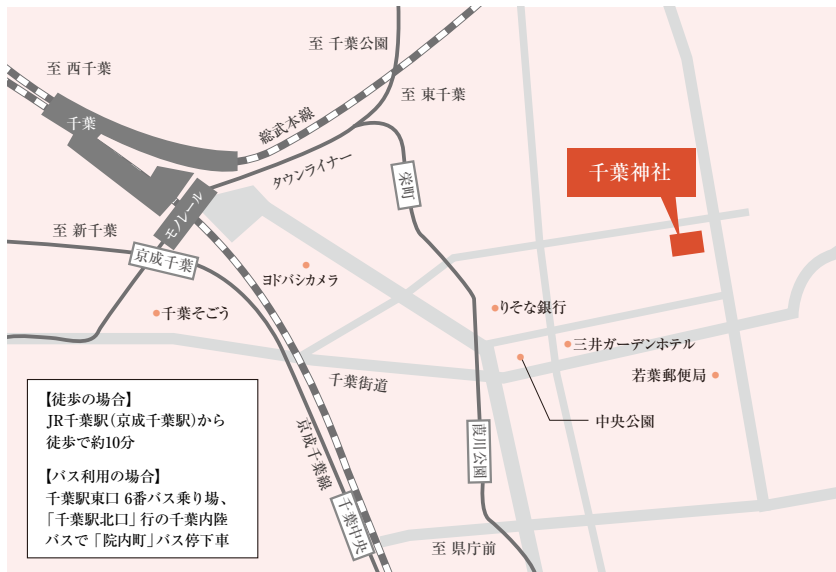 至 千葉公園
至 西千葉
至 東千葉
千葉
総武本線
タウンライナー
千葉神社
栄町
モノレール
至 新千葉
京成千葉
ヨドバシカメラ
千葉そごう
りそな銀行
三井ガーデンホテル
若葉郵便局
千葉街道
中央公園
京成千葉線
葭川公園
千葉中央
至 県庁前
【徒歩の場合】
JR千葉駅(京成千葉駅)から
徒歩で約10分
【バス利用の場合】
千葉駅東口 6番バス乗り場、
「千葉駅北口」行の千葉内陸
バスで「院内町」バス停下車